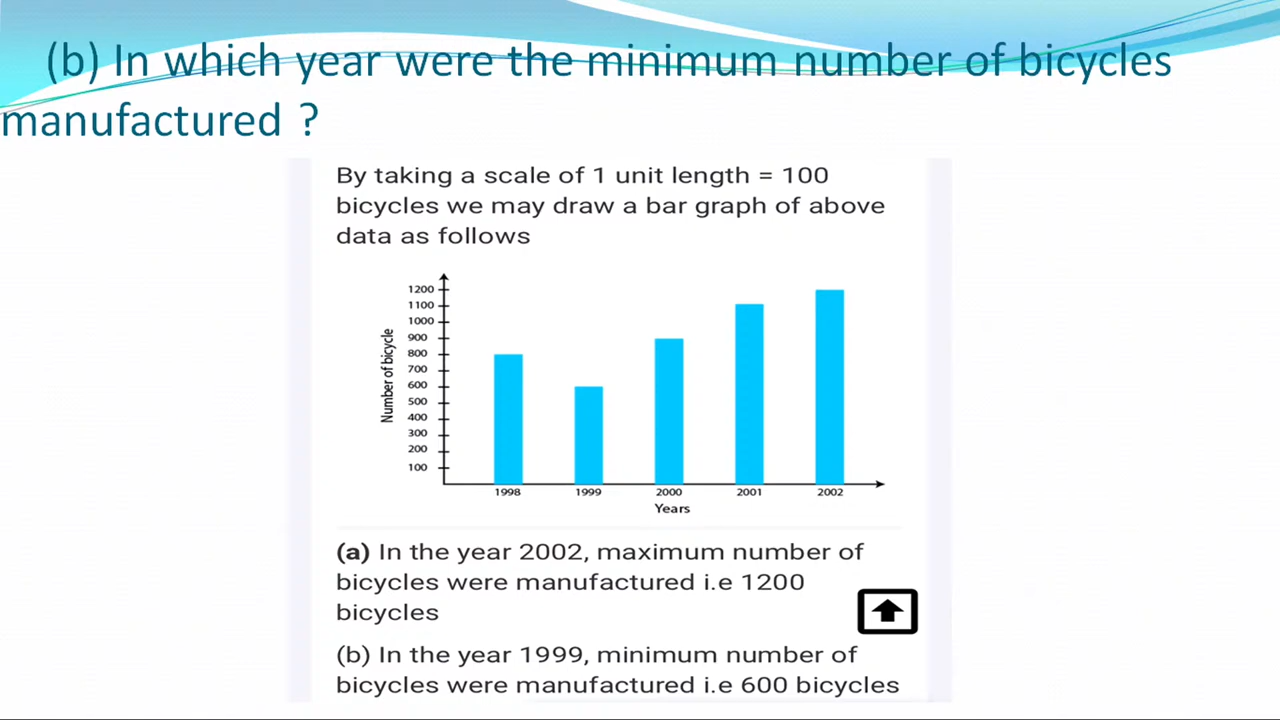 (b) In which year were the minimum number of bicycles
manufactured ?
By taking a scale of 1 unit length = 100
bicycles we may draw a bar graph of above
data as follows
Number of bicycle
1200
1100
1000
900
800
700
600
500
400
300
200
100
1998 1999 2000 2001 2002
Years
(a) In the year 2002, maximum number of
bicycles were manufactured i.e 1200
bicycles
(b) In the year 1999, minimum number of
bicycles were manufactured i.e 600 bicycles